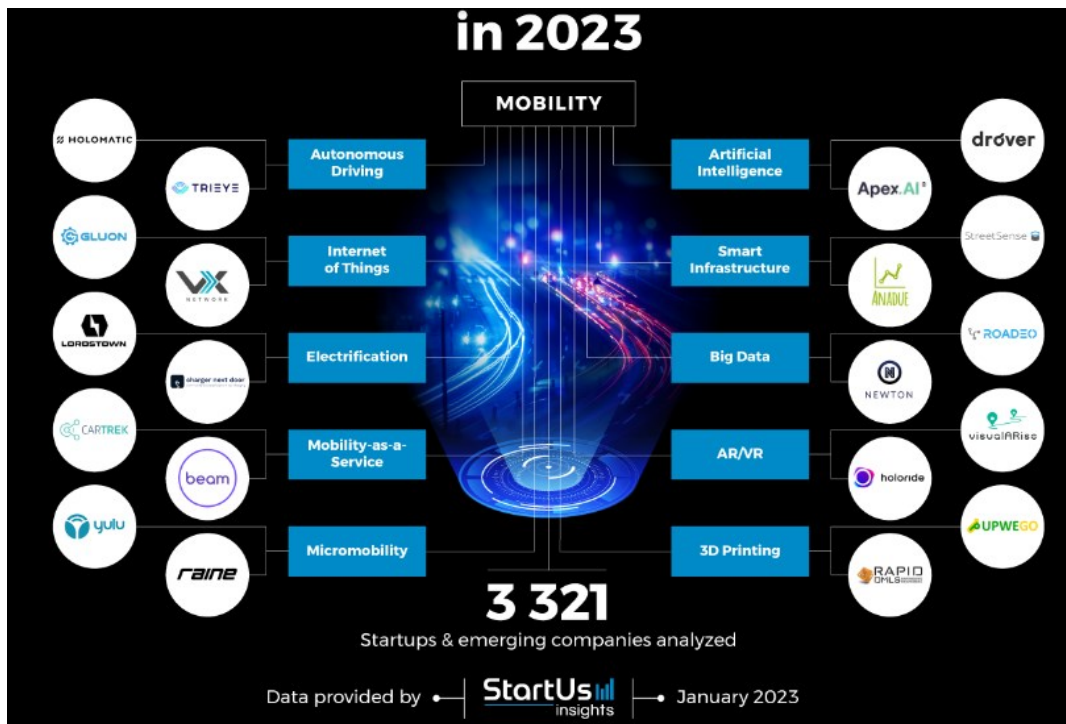 in 2023
MOBILITY
HOLOMATIC
TRIEYE
Autonomous
Driving
GLUON
VX
NETWORK
Internet
of Things
LORDSTOWN
charger next door
Electrification
CARTREK
beam
Mobility-as-a-
Service
yulu
raine
Micromobility
Artificial
Intelligence
drover
Apex.AI
Smart
Infrastructure
StreetSense
ANADUE
Big Data
ROADEO
N
NEWTON
AR/VR
visualARise
holoride
3D Printing
UPWEGO
RAPID
DMLS
3 321
Startups & emerging companies analyzed
Data provided by
StartUs
insights
January 2023